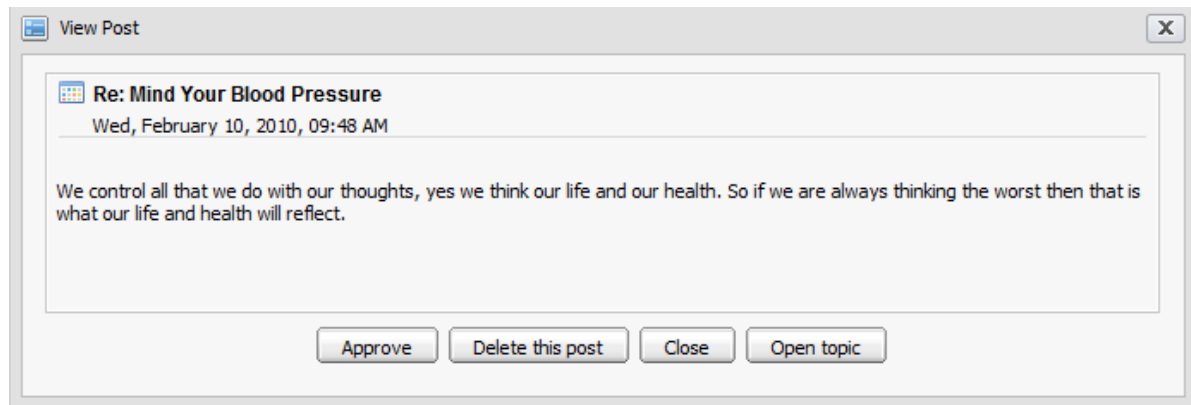 View Post
X
Re: Mind Your Blood Pressure
Wed, February 10, 2010, 09:48 AM
We control all that we do with our thoughts, yes we think our life and our health. So if we are always thinking the worst then that is
what our life and health will reflect.
Approve Delete this post Close Open topic